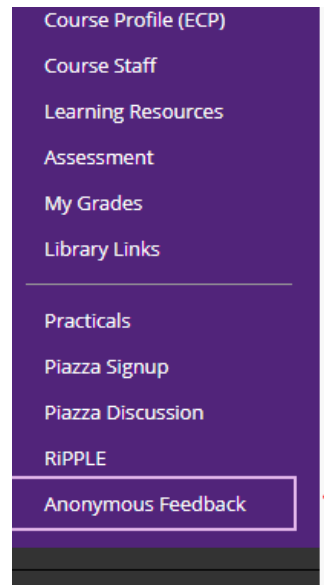 Course Profile (ECP)
Course Staff
Learning Resources
Assessment
My Grades
Library Links
Practicals
Piazza Signup
Piazza Discussion
RiPPLE
Anonymous Feedback